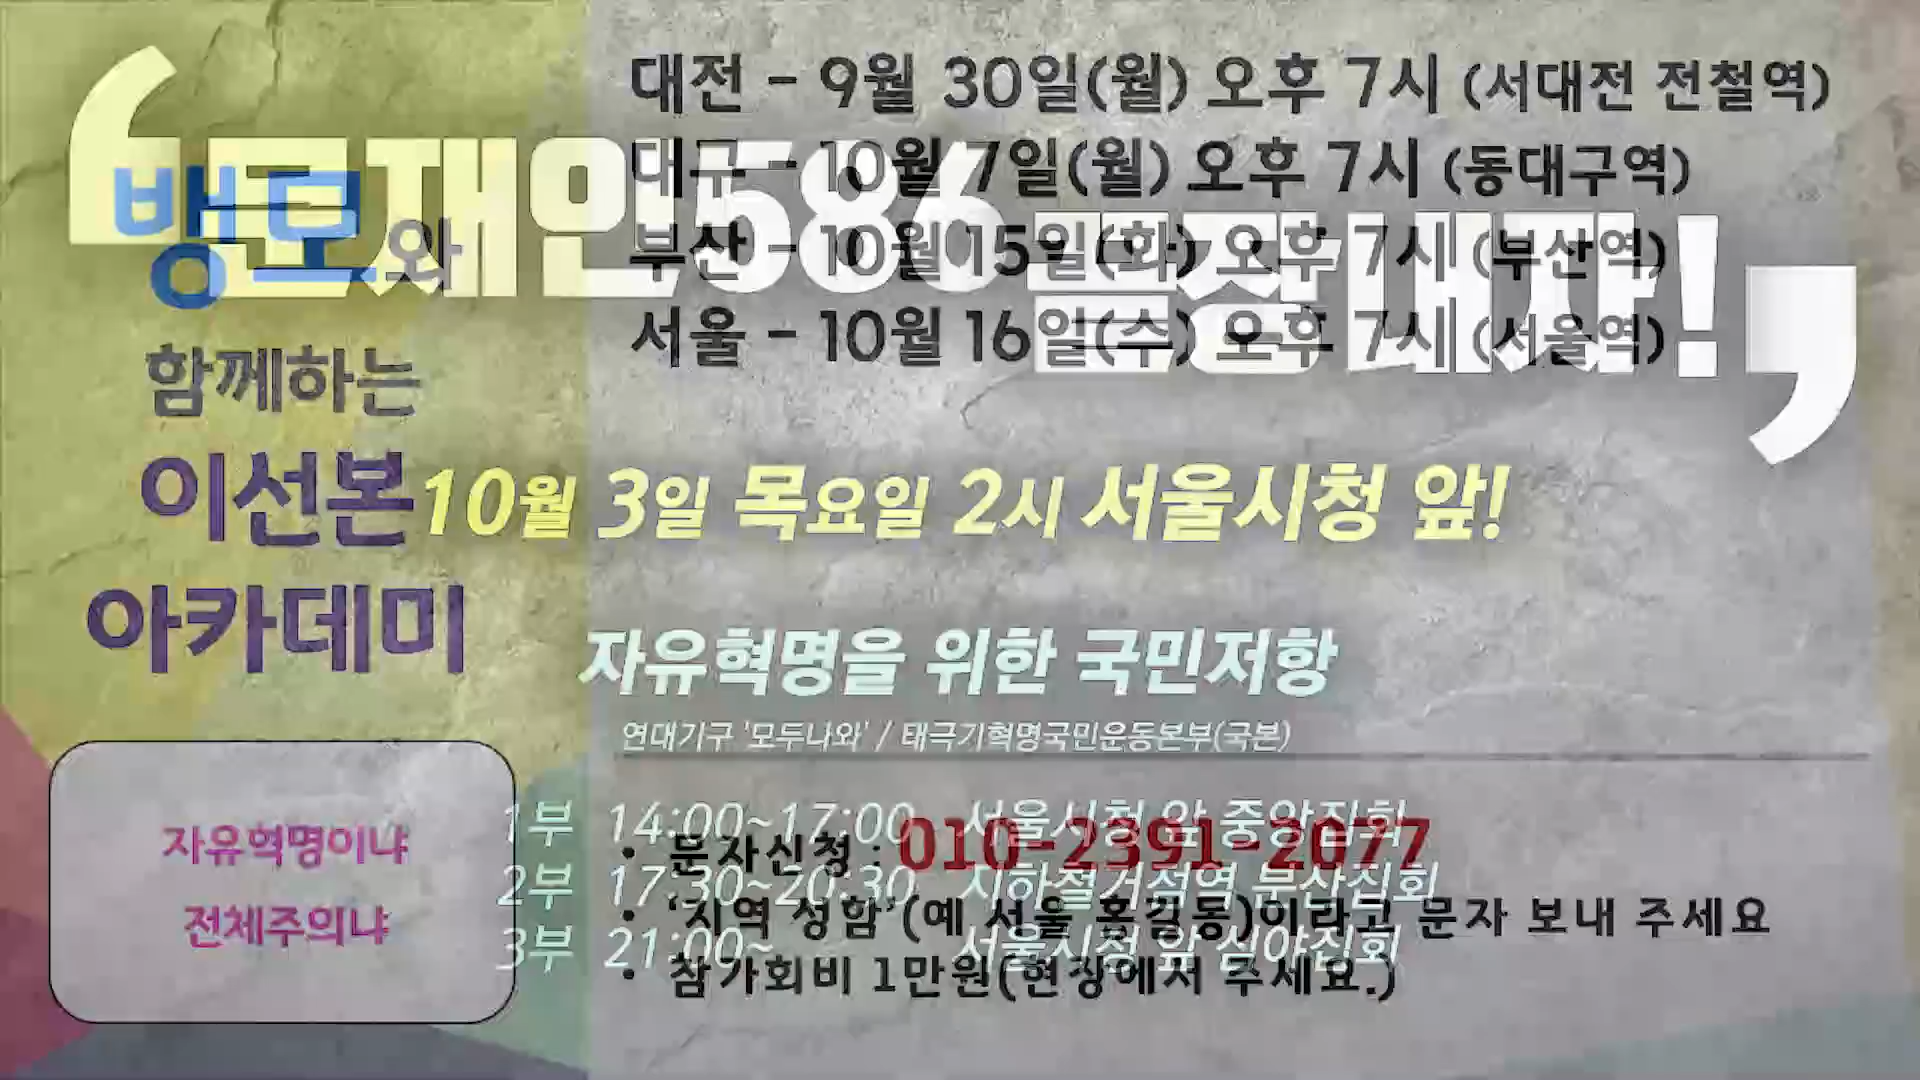 대전 - 9월 30일(월) 오후 7시 (서대전 전철역)
대구 - 10월 7일(월) 오후 7시 (동대구역)
부산 - 10월 15일(화) 오후 7시 (부산역)
서울 - 10월 16일(수) 오후 7시 (서울역)
‘문재인586
끝장내자!’
뱅모와
함께하는
이선본
아카데미
10월 3일 목요일 2시 서울시청 앞!
자유혁명을 위한 국민저항
연대기구 '모두나와' / 태극기혁명국민운동본부(국본)
자유혁명이냐
전체주의냐
1부 14:00~17:00 서울시청 앞 중앙집회
2부 17:30~20:30 지하철거점역 분산집회
3부 21:00~ 서울시청 앞 심야집회
• 문자신청 : 010-2391-2077
• ‘지역 성함’(예 서울 홍길동)이라고 문자 보내 주세요
• 참가회비 1만원(현장에서 주세요.)